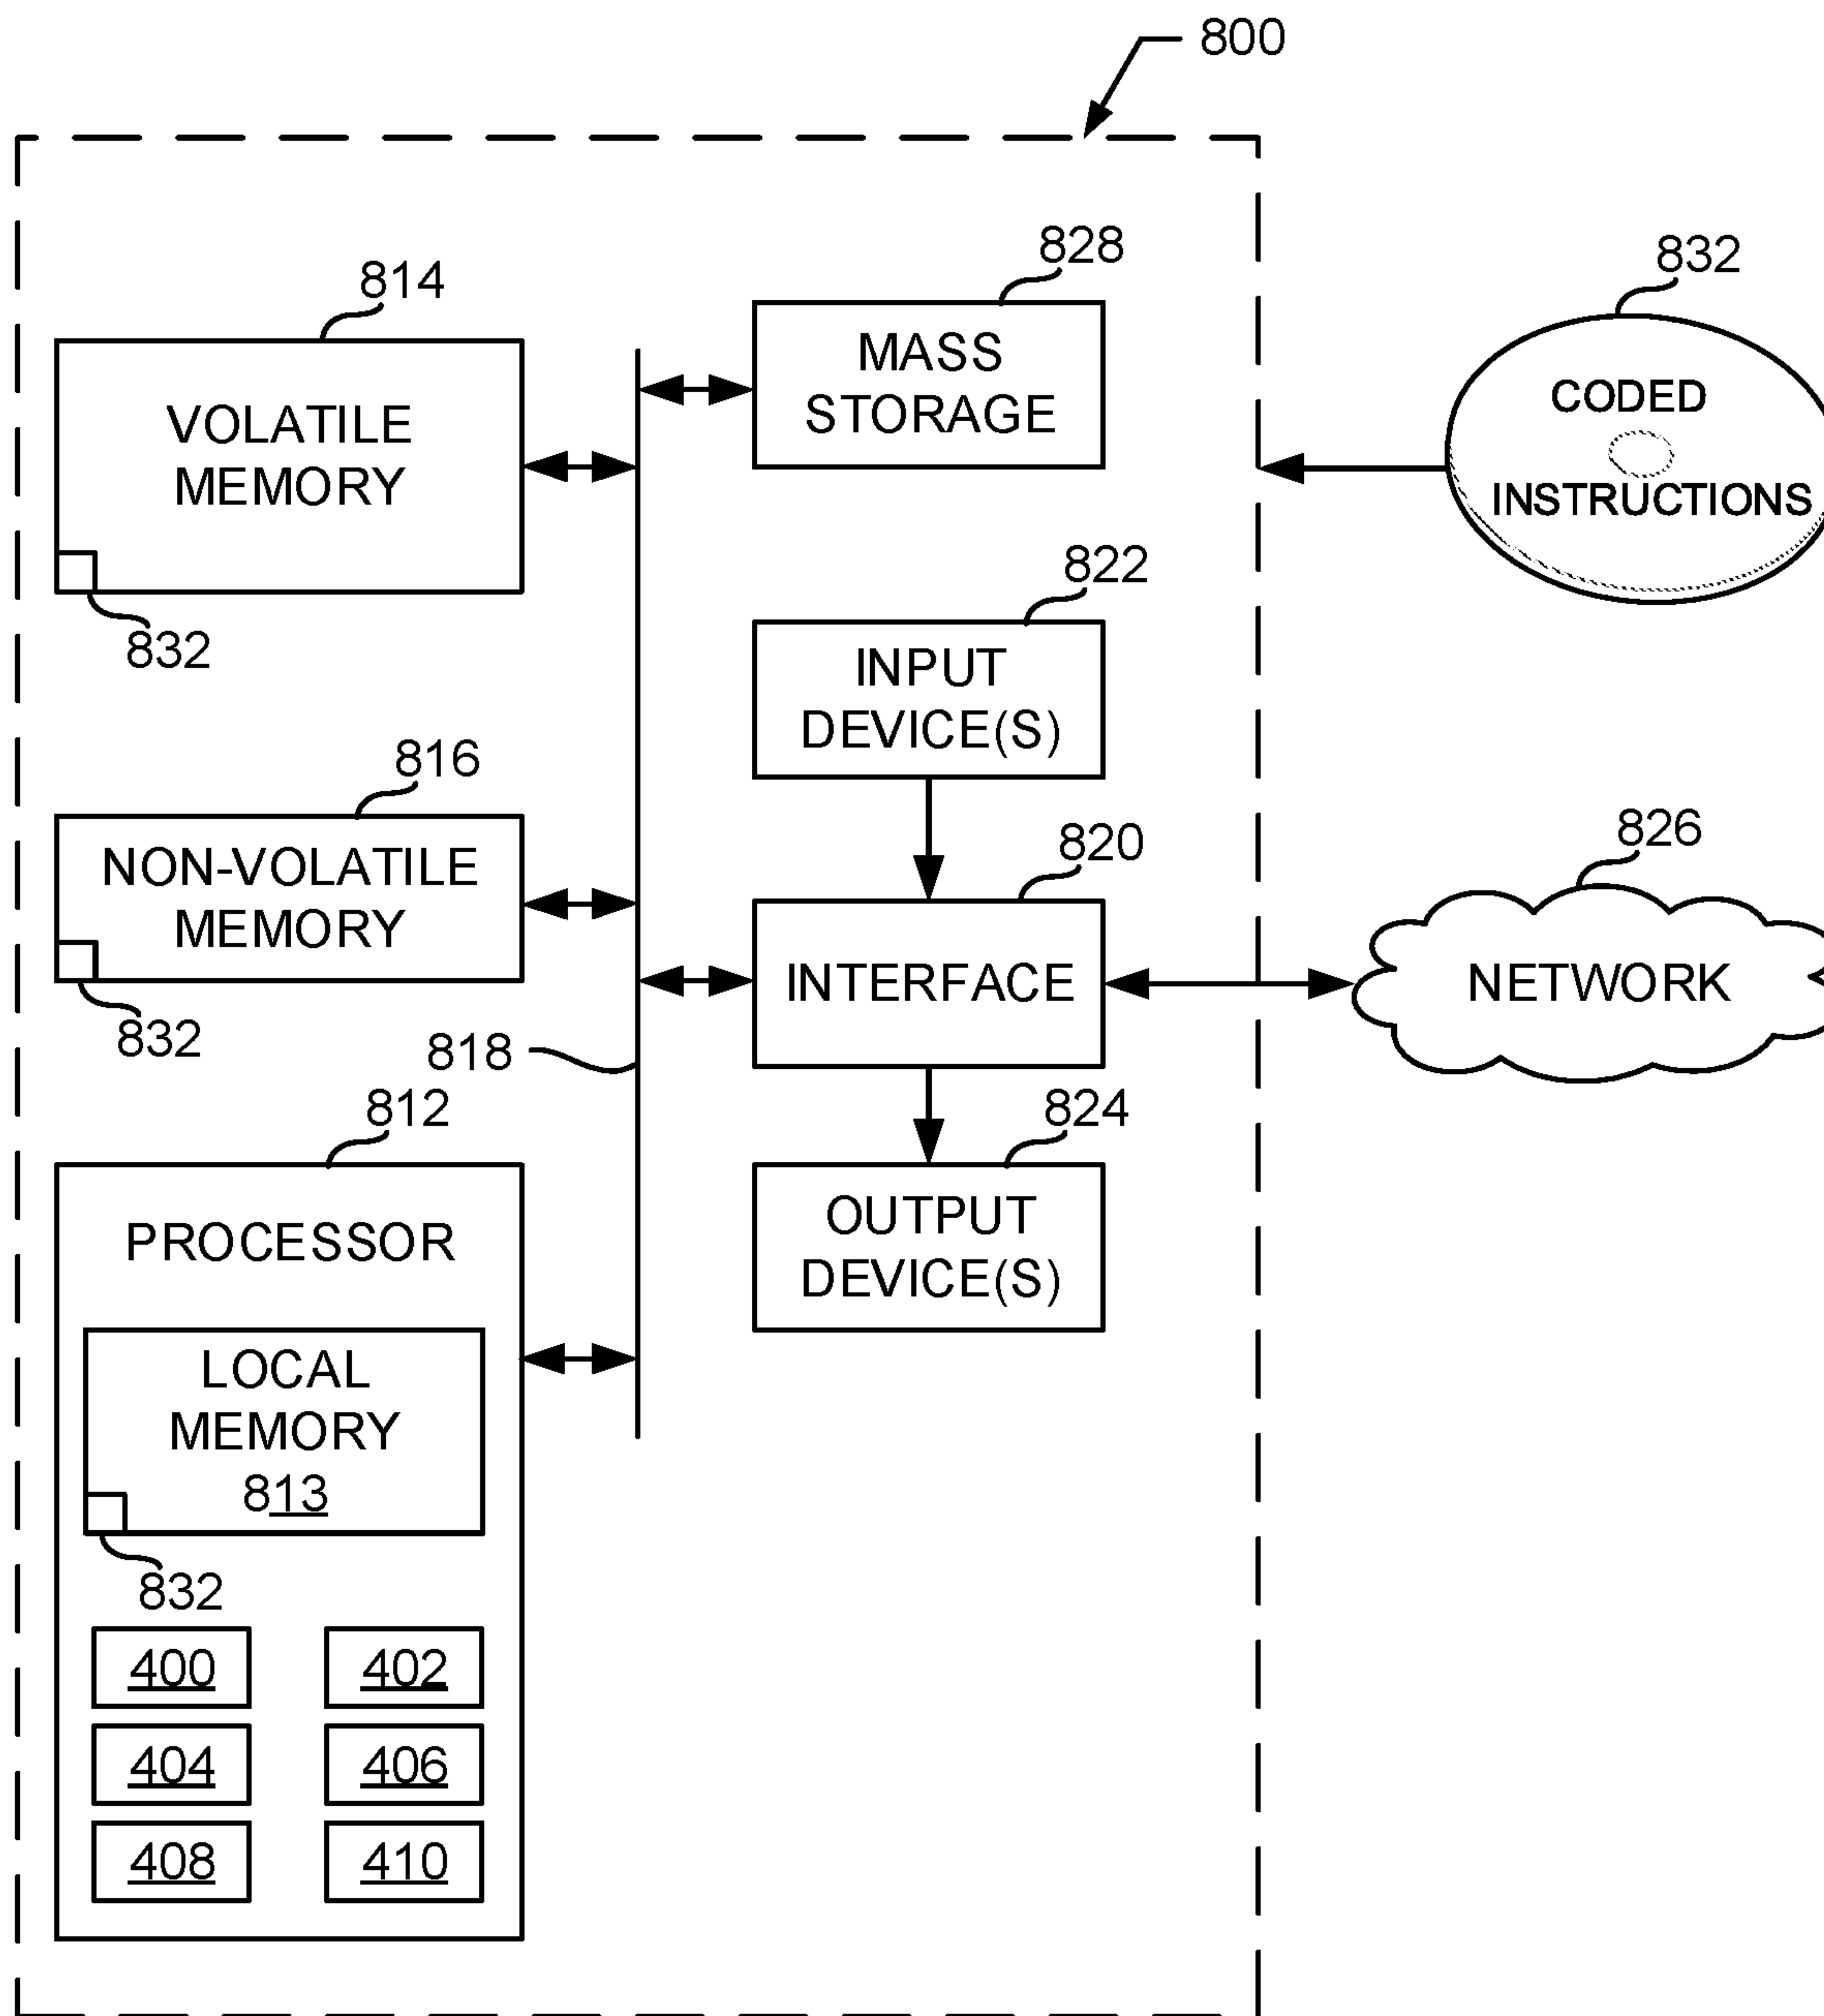 800
828
MASS
STORAGE
814
VOLATILE
MEMORY
832
832
CODED
INSTRUCTIONS
822
INPUT
DEVICE(S)
816
NON-VOLATILE
MEMORY
832
820
INTERFACE
826
NETWORK
818
812
PROCESSOR
824
OUTPUT
DEVICE(S)
LOCAL
MEMORY
813
832
400
402
404
406
408
410